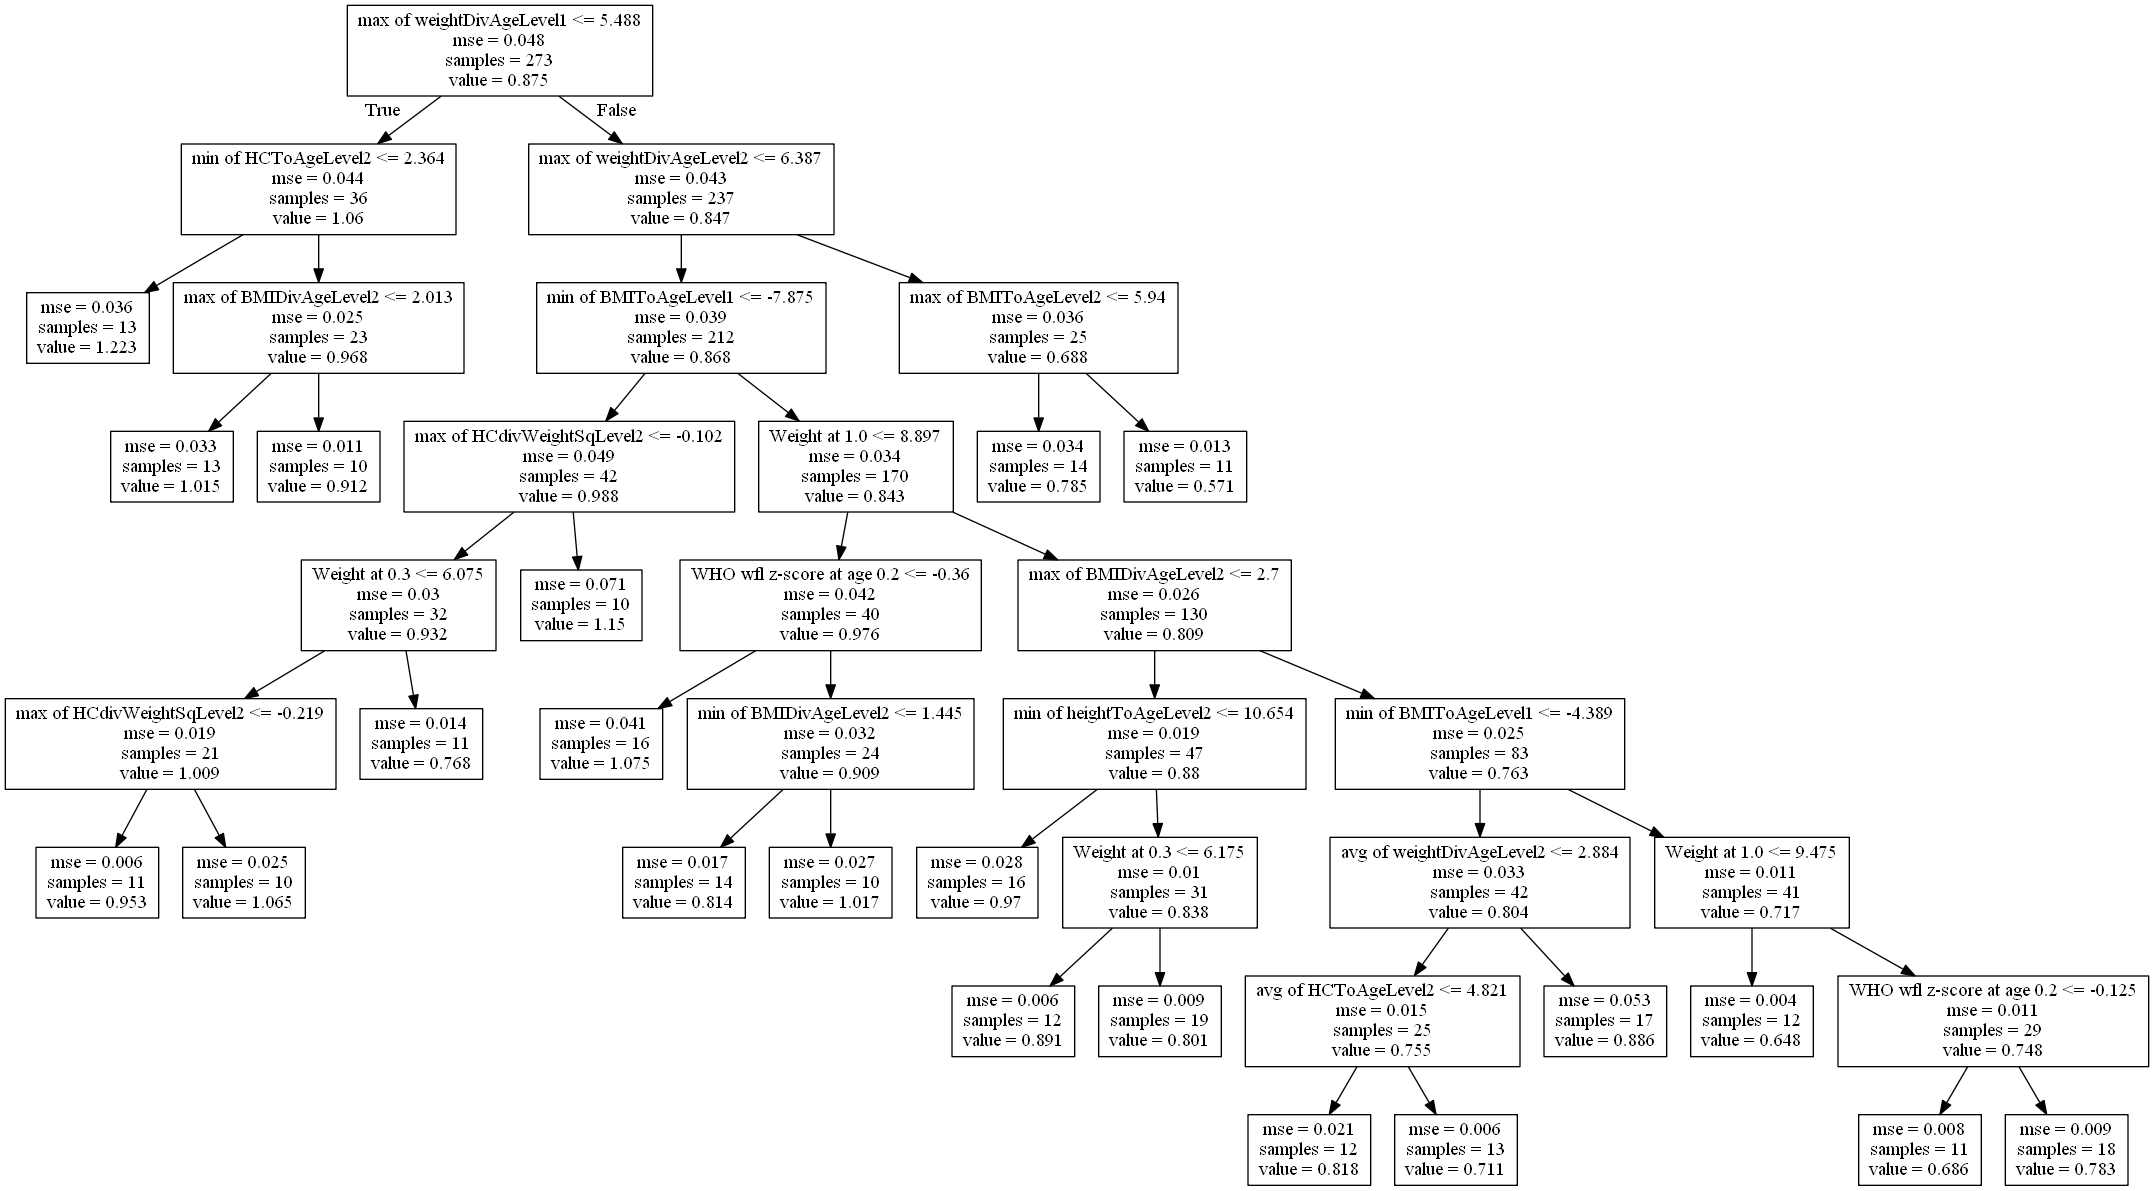 max of weightDivAgeLevel1 <= 5.488
mse = 0.048
samples = 273
value = 0.875
True
False
min of HCToAgeLevel2 <= 2.364
mse = 0.044
samples = 36
value = 1.06
max of weightDivAgeLevel2 <= 6.387
mse = 0.043
samples = 237
value = 0.847
mse = 0.036
samples = 13
value = 1.223
max of BMIDivAgeLevel2 <= 2.013
mse = 0.025
samples = 23
value = 0.968
min of BMIToAgeLevel1 <= -7.875
mse = 0.039
samples = 212
value = 0.868
max of BMIToAgeLevel2 <= 5.94
mse = 0.036
samples = 25
value = 0.688
mse = 0.033
samples = 13
value = 1.015
mse = 0.011
samples = 10
value = 0.912
max of HCdivWeightSqLevel2 <= -0.102
mse = 0.049
samples = 42
value = 0.988
Weight at 1.0 <= 8.897
mse = 0.034
samples = 170
value = 0.843
mse = 0.034
samples = 14
value = 0.785
mse = 0.013
samples = 11
value = 0.571
Weight at 0.3 <= 6.075
mse = 0.03
samples = 32
value = 0.932
mse = 0.071
samples = 10
value = 1.15
WHO wfl z-score at age 0.2 <= -0.36
mse = 0.042
samples = 40
value = 0.976
max of BMIDivAgeLevel2 <= 2.7
mse = 0.026
samples = 130
value = 0.809
max of HCdivWeightSqLevel2 <= -0.219
mse = 0.019
samples = 21
value = 1.009
mse = 0.014
samples = 11
value = 0.768
mse = 0.041
samples = 16
value = 1.075
min of BMIDivAgeLevel2 <= 1.445
mse = 0.032
samples = 24
value = 0.909
min of heightToAgeLevel2 <= 10.654
mse = 0.019
samples = 47
value = 0.88
min of BMIToAgeLevel1 <= -4.389
mse = 0.025
samples = 83
value = 0.763
mse = 0.006
samples = 11
value = 0.953
mse = 0.025
samples = 10
value = 1.065
mse = 0.017
samples = 14
value = 0.814
mse = 0.027
samples = 10
value = 1.017
mse = 0.028
samples = 16
value = 0.97
Weight at 0.3 <= 6.175
mse = 0.01
samples = 31
value = 0.838
avg of weightDivAgeLevel2 <= 2.884
mse = 0.033
samples = 42
value = 0.804
Weight at 1.0 <= 9.475
mse = 0.011
samples = 41
value = 0.717
mse = 0.006
samples = 12
value = 0.891
mse = 0.009
samples = 19
value = 0.801
avg of HCToAgeLevel2 <= 4.821
mse = 0.015
samples = 25
value = 0.755
mse = 0.053
samples = 17
value = 0.886
mse = 0.004
samples = 12
value = 0.648
WHO wfl z-score at age 0.2 <= -0.125
mse = 0.011
samples = 29
value = 0.748
mse = 0.021
samples = 12
value = 0.818
mse = 0.006
samples = 13
value = 0.711
mse = 0.008
samples = 11
value = 0.686
mse = 0.009
samples = 18
value = 0.783